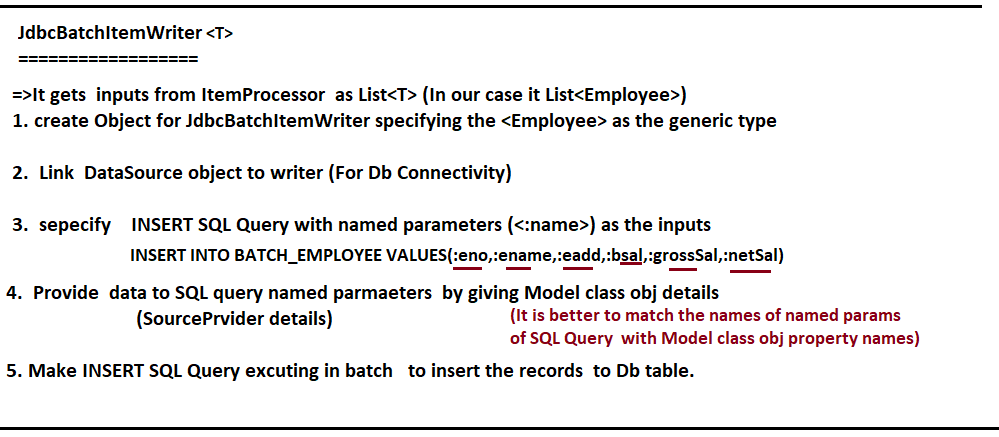 JdbcBatchItemWriter <T>
==================
=>It gets inputs from ItemProcessor as List<T> (In our case it List<Employee>)
1. create Object for JdbcBatchItemWriter specifying the <Employee> as the generic type
2. Link DataSource object to writer (For Db Connectivity)
3. sepecify INSERT SQL Query with named parameters (<:name>) as the inputs
INSERT INTO BATCH_EMPLOYEE VALUES(:eno,:ename,:eadd,:bsal,:grossSal,:netSal)
4. Provide data to SQL query named parmaeters by giving Model class obj details
(SourcePrvider details)
(It is better to match the names of named params
of SQL Query with Model class obj property names)
5. Make INSERT SQL Query excuting in batch to insert the records to Db table.